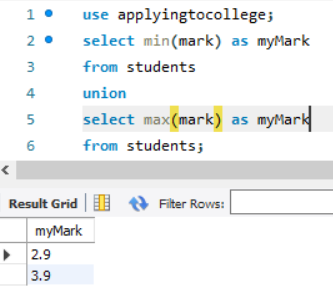 1 use applyingtocollege;
2 select min(mark) as myMark
3 from students
4 union
5 select max(mark) as myMark
6 from students;
Result Grid Filter Rows:
myMark
2.9
3.9